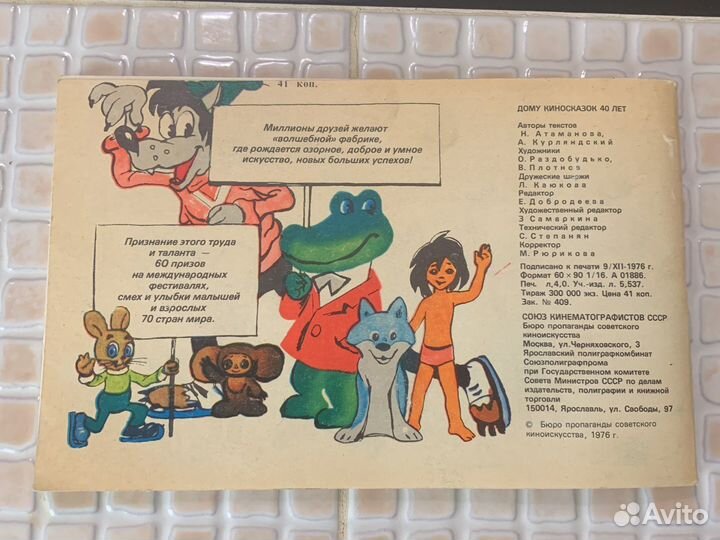 41 коп.
Миллионы друзей желают
«волшебной» фабрике,
где рождается озорное, доброе и умное
искусство, новых больших успехов!
Признание этого труда
и таланта —
60 призов
на международных
фестивалях,
смех и улыбки малышей
и взрослых
70 стран мира.
ДОМУ КИНОСКАЗОК 40 ЛЕТ
Авторы текстов
Н. Атаманова,
А. Курляндский
Художники
О. Раздобудько,
В. Плотнов
Дружеские шаржи
Л. Каюкова
Редактор
Е. Добродеева
Художественный редактор
З Самаркина
Технический редактор
С. Степанян
Корректор
М. Рюрикова
Подписано к печати 9/XII-1976 г.
Формат 60 × 90 1/16. А 01886.
Печ. л,4,0. Уч.-изд. л. 5,537.
Тираж 300 000 экз. Цена 41 коп.
Зак. № 409.
СОЮЗ КИНЕМАТОГРАФИСТОВ СССР
Бюро пропаганды советского
киноискусства
Москва, ул.Черняховского, 3
Ярославский полиграфкомбинат
Союзполиграфпрома
при Государственном комитете
Совета Министров СССР по делам
издательств, полиграфии и книжной
торговли
150014, Ярославль, ул. Свободы, 97
© Бюро пропаганды советского
киноискусства, 1976 г.
Avito